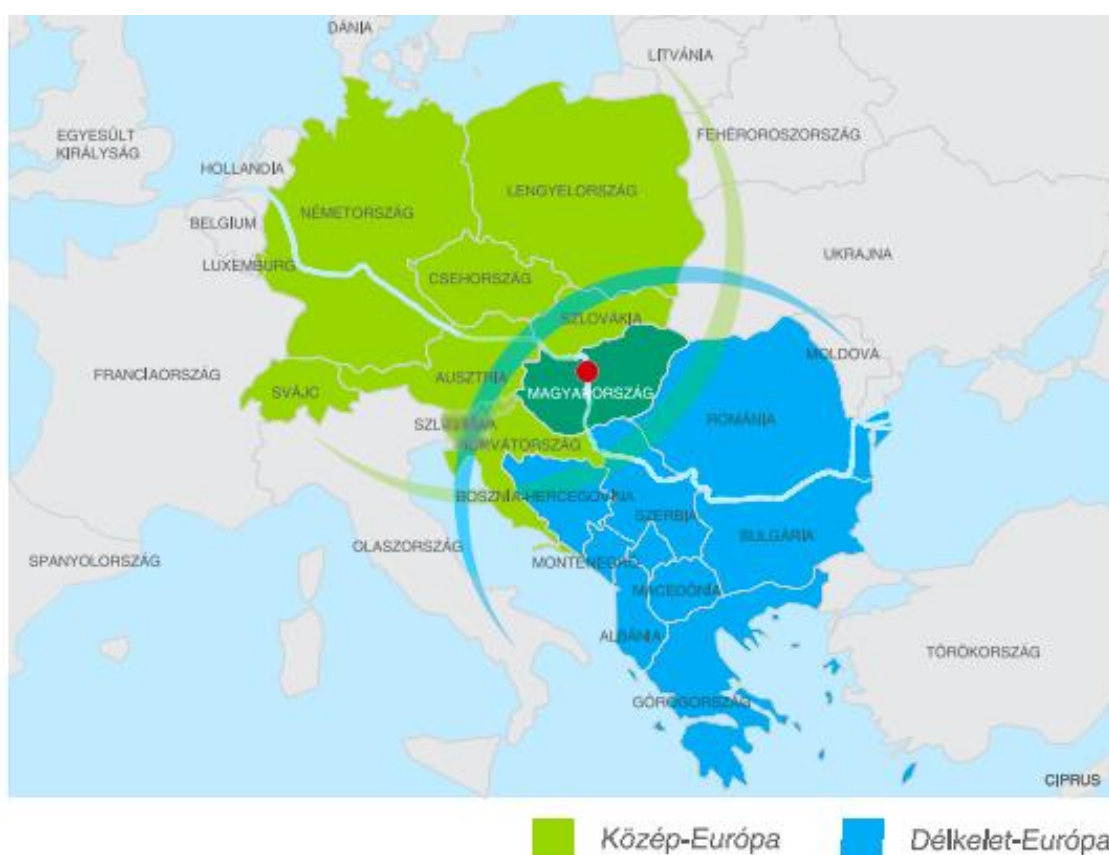 DÁNIA
LITVÁNIA
EGYESÜLT
KIRÁLYSÁG
FEHÉROROSZORSZÁG
HOLLANDIA
LENGYELORSZÁG
NÉMETORSZÁG
BELGIUM
LUXEMBURG
CSEHORSZÁG
UKRAJNA
SZLOVÁKIA
MOLDOVA
FRANCIAORSZÁG
AUSZTRIA
SVÁJC
MAGYARORSZÁG
ROMÁNIA
HORVÁTORSZÁG
BOSZNIA-HERCEGOVINA
SZERBIA
BULGÁRIA
OLASZORSZÁG
SPANYOLORSZÁG
MONTENEGRÓ
MACEDÓNIA
ALBÁNIA
TÖRÖKORSZÁG
GÖRÖGORSZÁG
CIPRUS
Közép-Európa
Délkelet-Európa